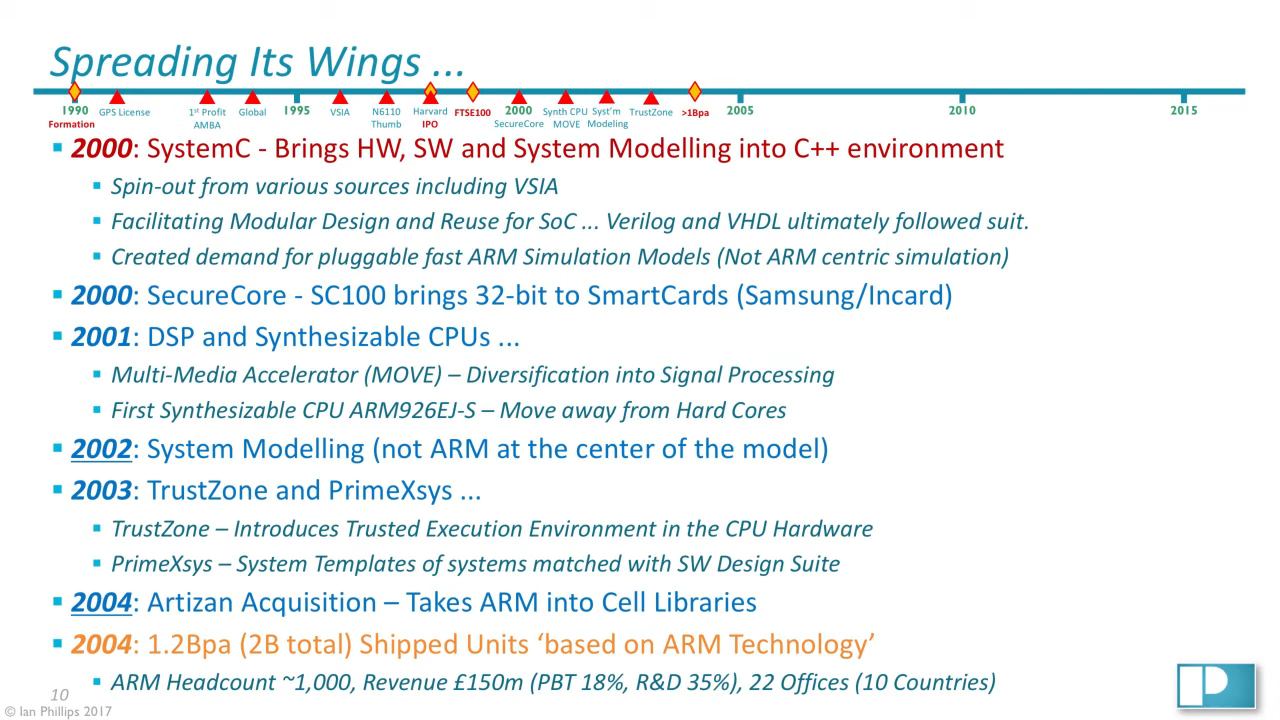 Spreading Its Wings ...
1990 GPS License 1st Profit Global 1995 VSIA N6110 Harvard FTSE100 2000 Synth CPU Syst'm TrustZone >1Bpa 2005 2010 2015
Formation AMBA Thumb IPO SecureCore MOVE Modeling
▪ 2000: SystemC - Brings HW, SW and System Modelling into C++ environment
▪ Spin-out from various sources including VSIA
▪ Facilitating Modular Design and Reuse for SoC ... Verilog and VHDL ultimately followed suit.
▪ Created demand for pluggable fast ARM Simulation Models (Not ARM centric simulation)
▪ 2000: SecureCore - SC100 brings 32-bit to SmartCards (Samsung/Incard)
▪ 2001: DSP and Synthesizable CPUs ...
▪ Multi-Media Accelerator (MOVE) – Diversification into Signal Processing
▪ First Synthesizable CPU ARM926EJ-S – Move away from Hard Cores
▪ 2002: System Modelling (not ARM at the center of the model)
▪ 2003: TrustZone and PrimeXsys ...
▪ TrustZone – Introduces Trusted Execution Environment in the CPU Hardware
▪ PrimeXsys – System Templates of systems matched with SW Design Suite
▪ 2004: Artizan Acquisition – Takes ARM into Cell Libraries
▪ 2004: 1.2Bpa (2B total) Shipped Units ‘based on ARM Technology’
▪ ARM Headcount ~1,000, Revenue £150m (PBT 18%, R&D 35%), 22 Offices (10 Countries)
10
© Ian Phillips 2017
P